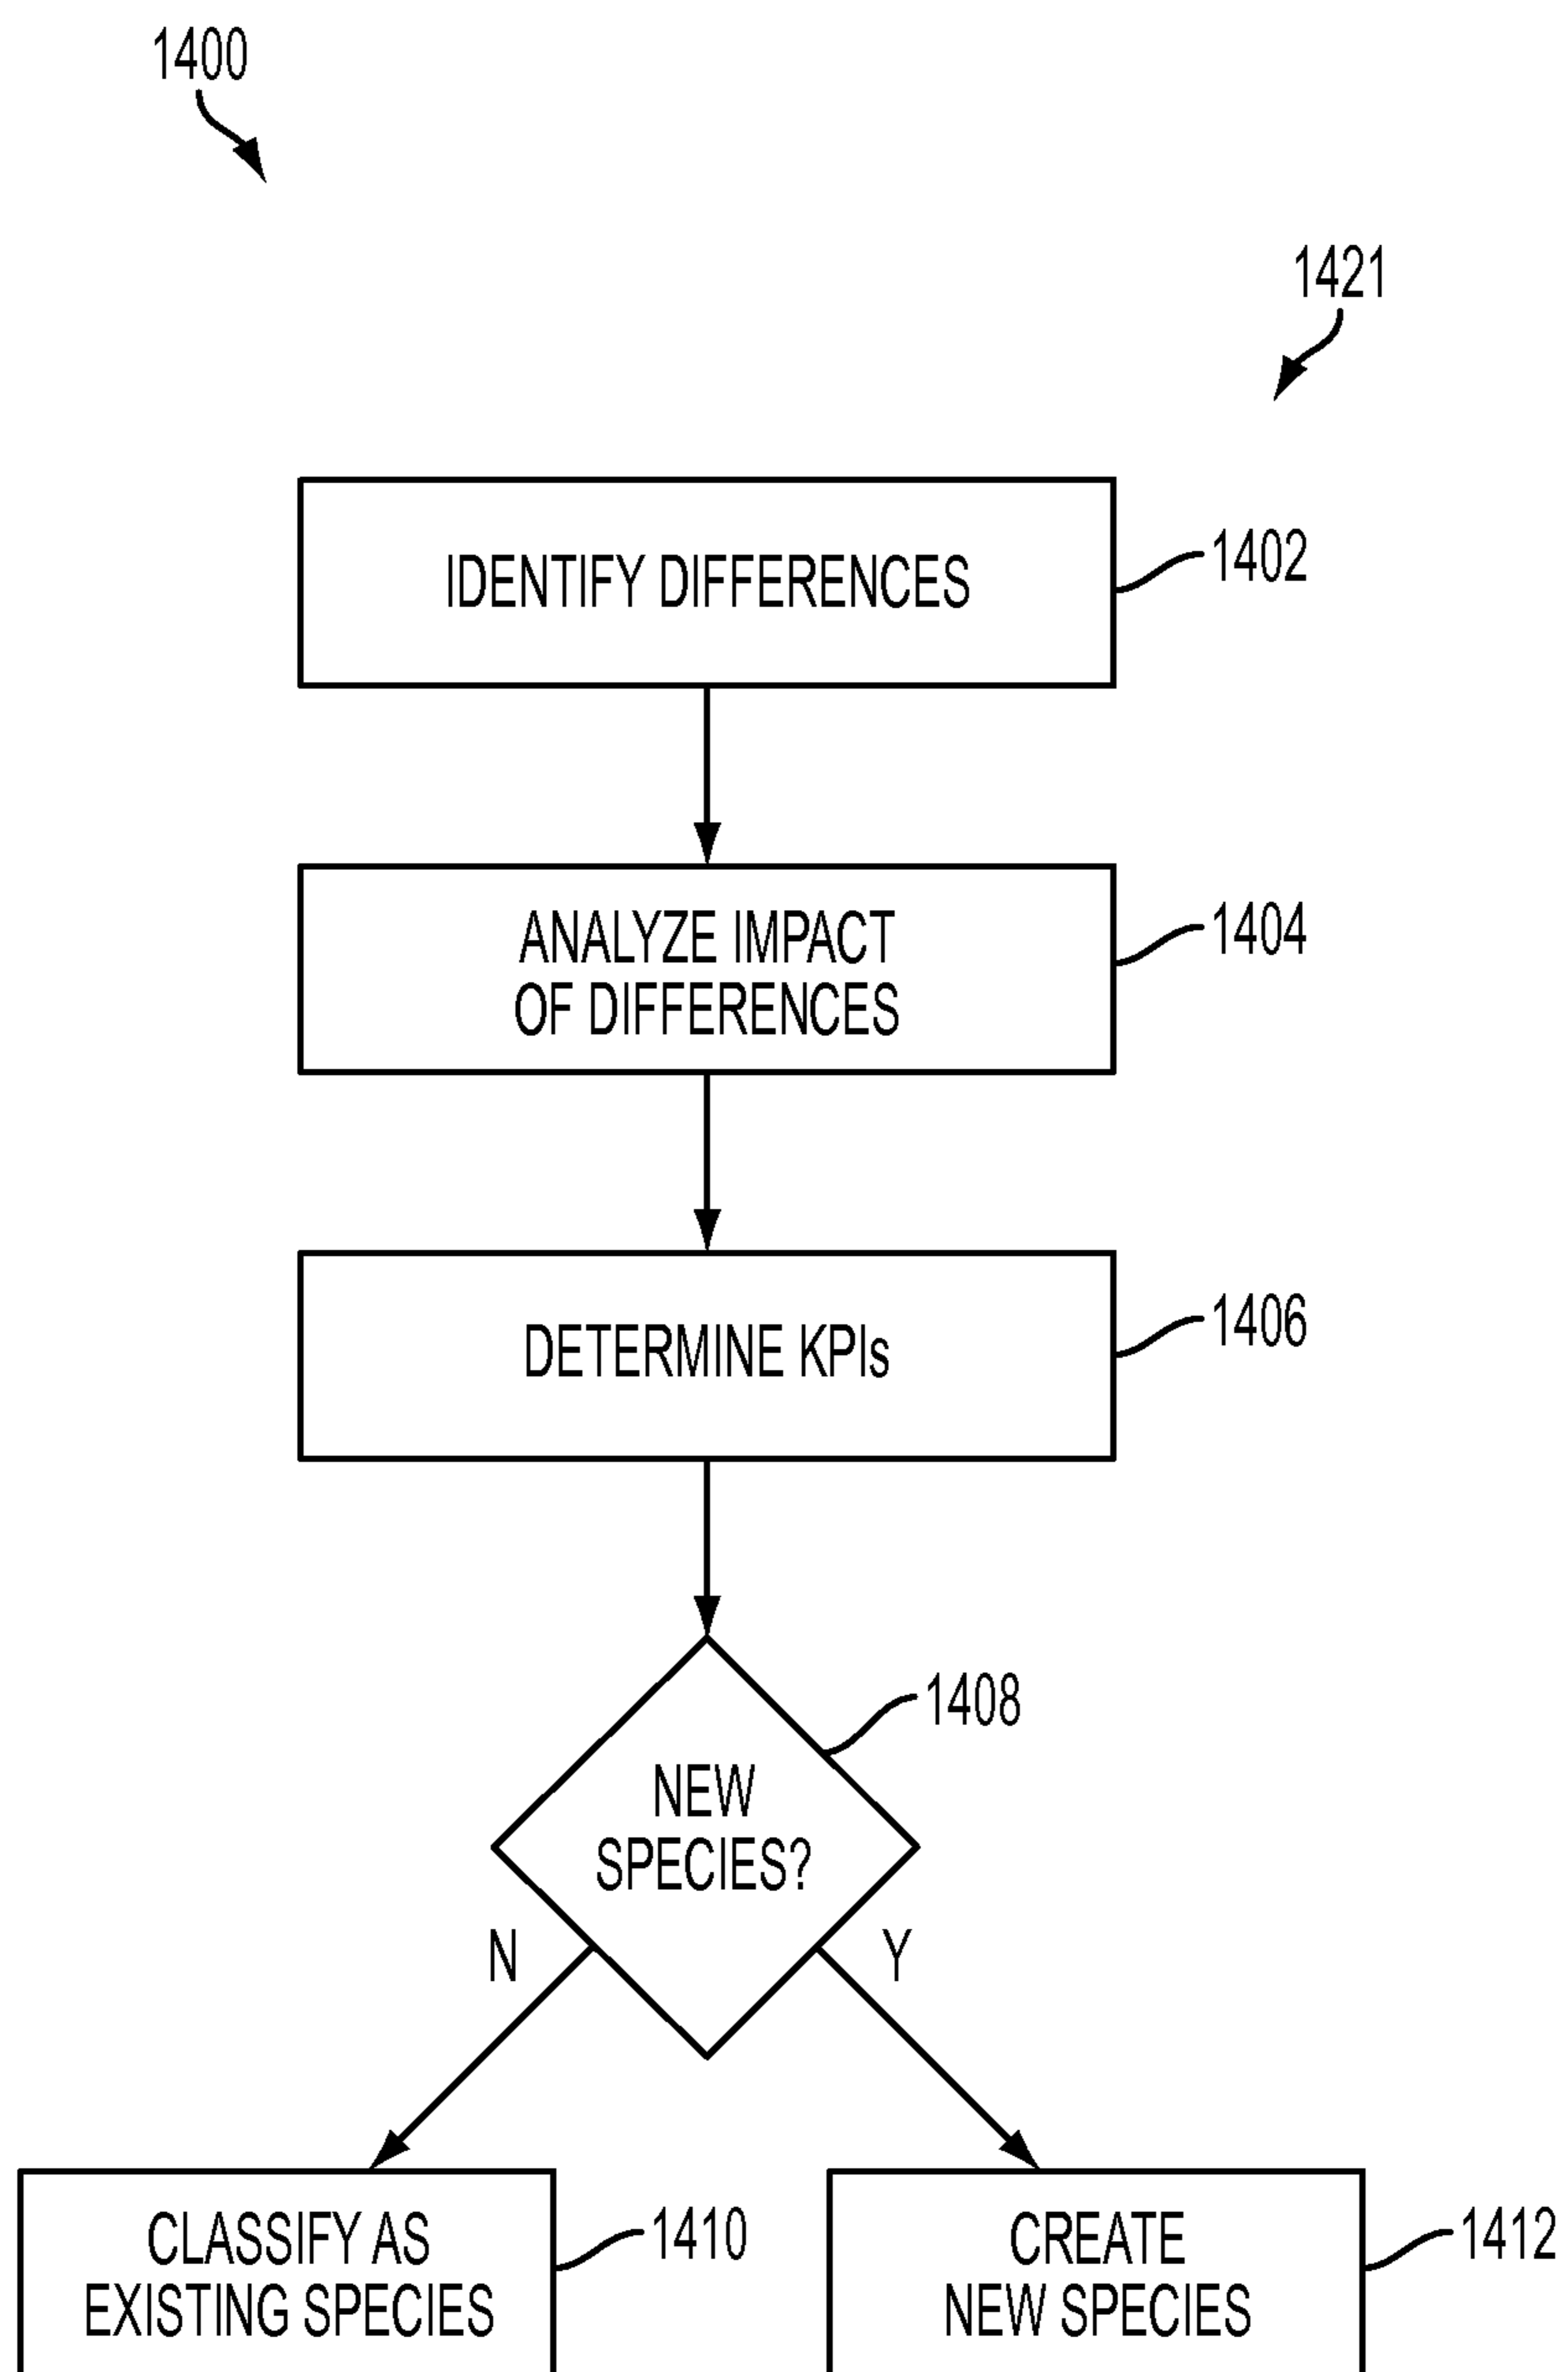 1400
1421
IDENTIFY DIFFERENCES
1402
ANALYZE IMPACT
OF DIFFERENCES
1404
DETERMINE KPIs
1406
NEW
SPECIES?
1408
N
Y
CLASSIFY AS
EXISTING SPECIES
1410
CREATE
NEW SPECIES
1412